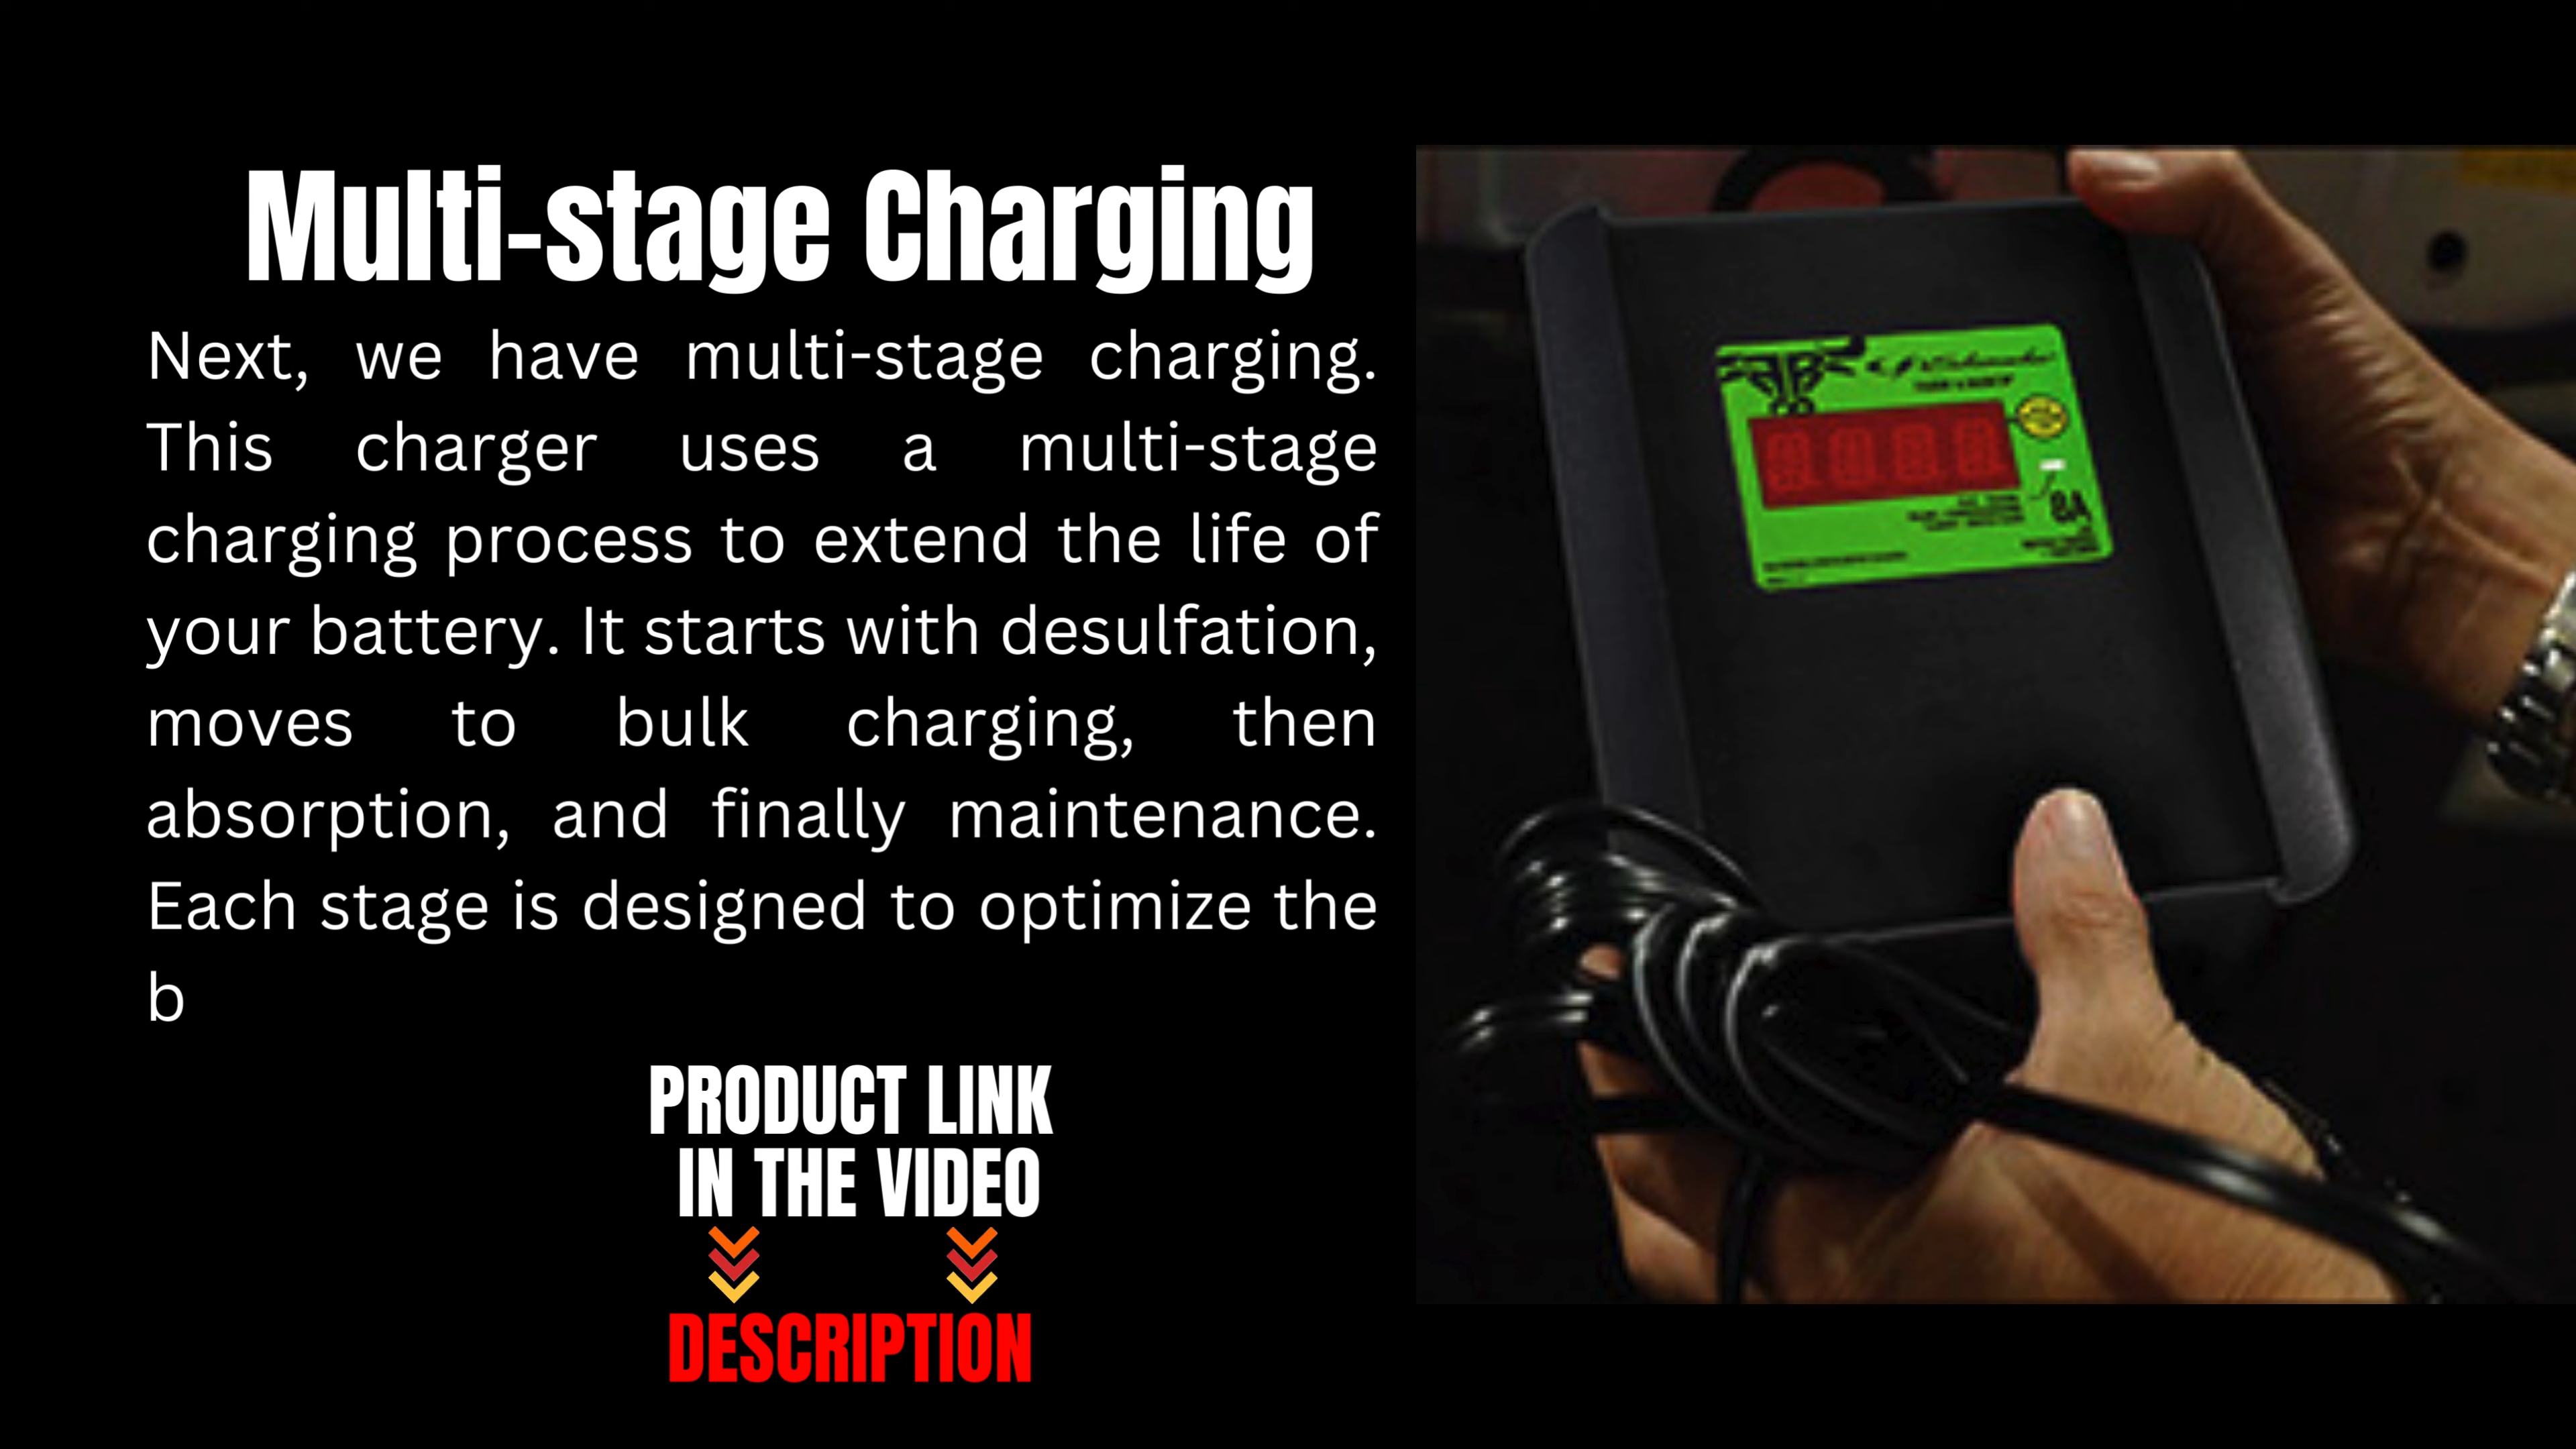 Multi-stage Charging
Next, we have multi-stage charging.
This charger uses a multi-stage
charging process to extend the life of
your battery. It starts with desulfation,
moves to bulk charging, then
absorption, and finally maintenance.
Each stage is designed to optimize the
b
PRODUCT LINK
IN THE VIDEO
DESCRIPTION
8A